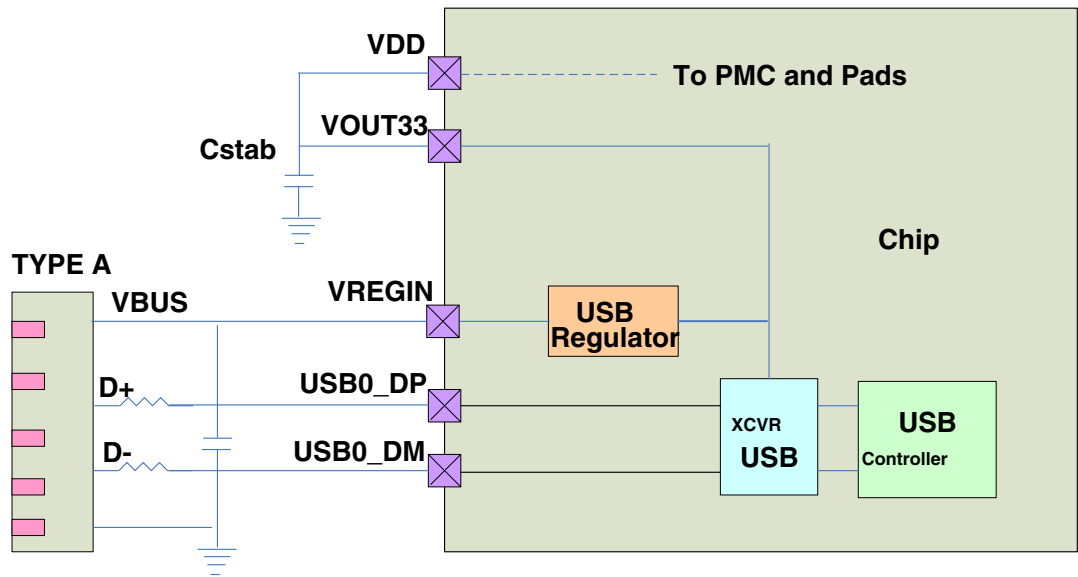 VDD
To PMC and Pads
VOUT33
Cstab
Chip
TYPE A
VBUS
VREGIN
USB
Regulator
D+
USB0_DP
D-
USB0_DM
XCVR
USB
USB
Controller